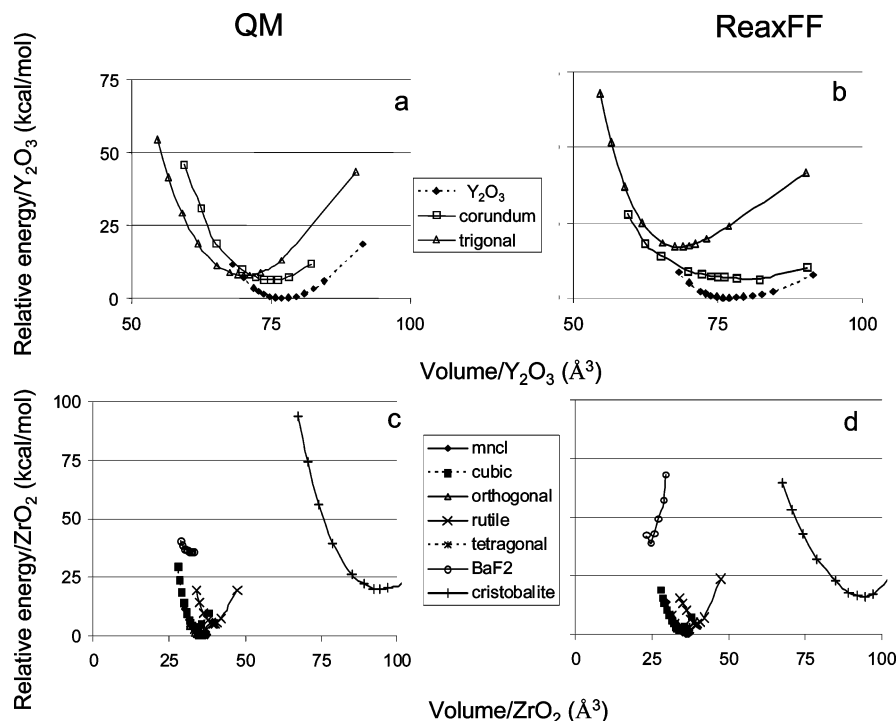 QM
ReaxFF
Relative energy/Y₂O₃ (kcal/mol)
75
50
25
0
50
75
100
a
Y₂O₃
corundum
trigonal
b
50
75
100
Volume/Y₂O₃ (Å³)
Relative energy/ZrO₂ (kcal/mol)
100
75
50
25
0
0
25
50
75
100
c
mncl
cubic
orthogonal
rutile
tetragonal
BaF2
cristobalite
d
0
25
50
75
100
Volume/ZrO₂ (Å³)